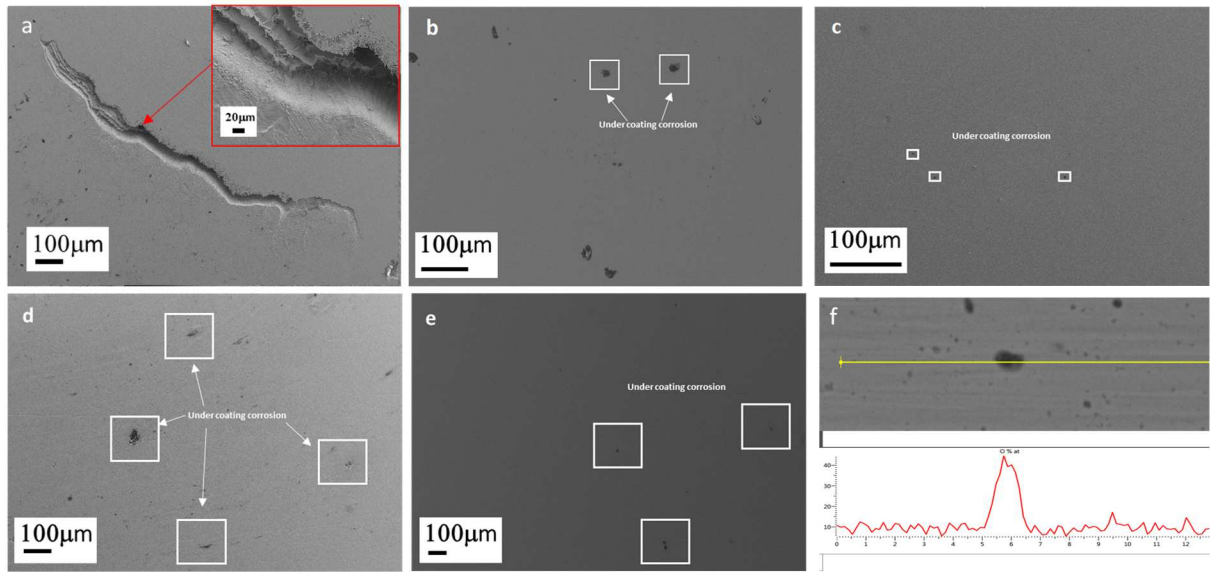 a
20μm
100μm
b
Under coating corrosion
100μm
c
Under coating corrosion
100μm
d
Under coating corrosion
100μm
e
Under coating corrosion
100μm
f
O % at
40
30
20
10
0 1 2 3 4 5 6 7 8 9 10 11 12